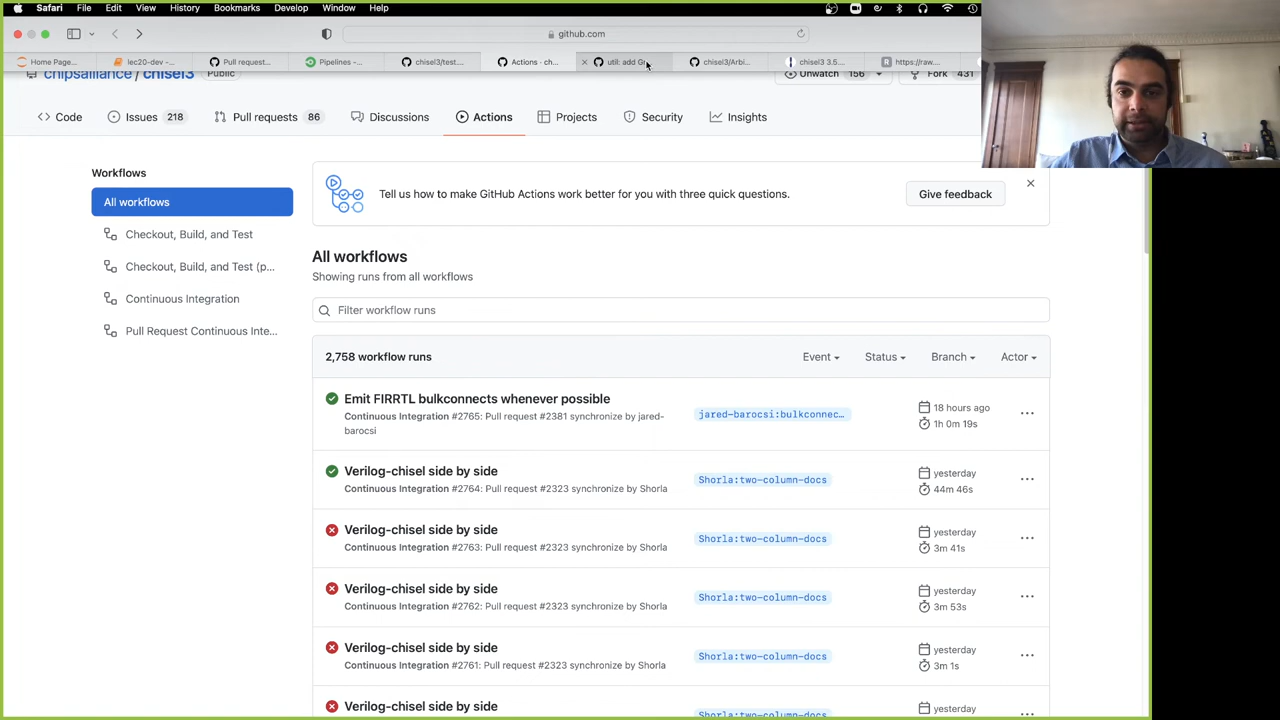 Safari File Edit View History Bookmarks Develop Window Help
github.com
Home Page... lec20-dev -... Pull request... Pipelines -... chisel3/test... Actions · ch... util: add G chisel3/Arbi... chisel3 3.5.... https://raw....
chipsalliance / chisel3 Public Unwatch 156 Fork 431
Code Issues 218 Pull requests 86 Discussions Actions Projects Security Insights
Workflows
All workflows
Checkout, Build, and Test
Checkout, Build, and Test (p...
Continuous Integration
Pull Request Continuous Inte...
Tell us how to make GitHub Actions work better for you with three quick questions. Give feedback
All workflows
Showing runs from all workflows
Filter workflow runs
2,758 workflow runs Event Status Branch Actor
Emit FIRRTL bulkconnects whenever possible
Continuous Integration #2765: Pull request #2381 synchronize by jared-
barocsi
jared-barocsi:bulkconnec...
18 hours ago
1h 0m 19s
Verilog-chisel side by side
Continuous Integration #2764: Pull request #2323 synchronize by Shorla
Shorla:two-column-docs
yesterday
44m 46s
Verilog-chisel side by side
Continuous Integration #2763: Pull request #2323 synchronize by Shorla
Shorla:two-column-docs
yesterday
3m 41s
Verilog-chisel side by side
Continuous Integration #2762: Pull request #2323 synchronize by Shorla
Shorla:two-column-docs
yesterday
3m 53s
Verilog-chisel side by side
Continuous Integration #2761: Pull request #2323 synchronize by Shorla
Shorla:two-column-docs
yesterday
3m 1s
Verilog-chisel side by side
Shorla:two-column-docs
yesterday